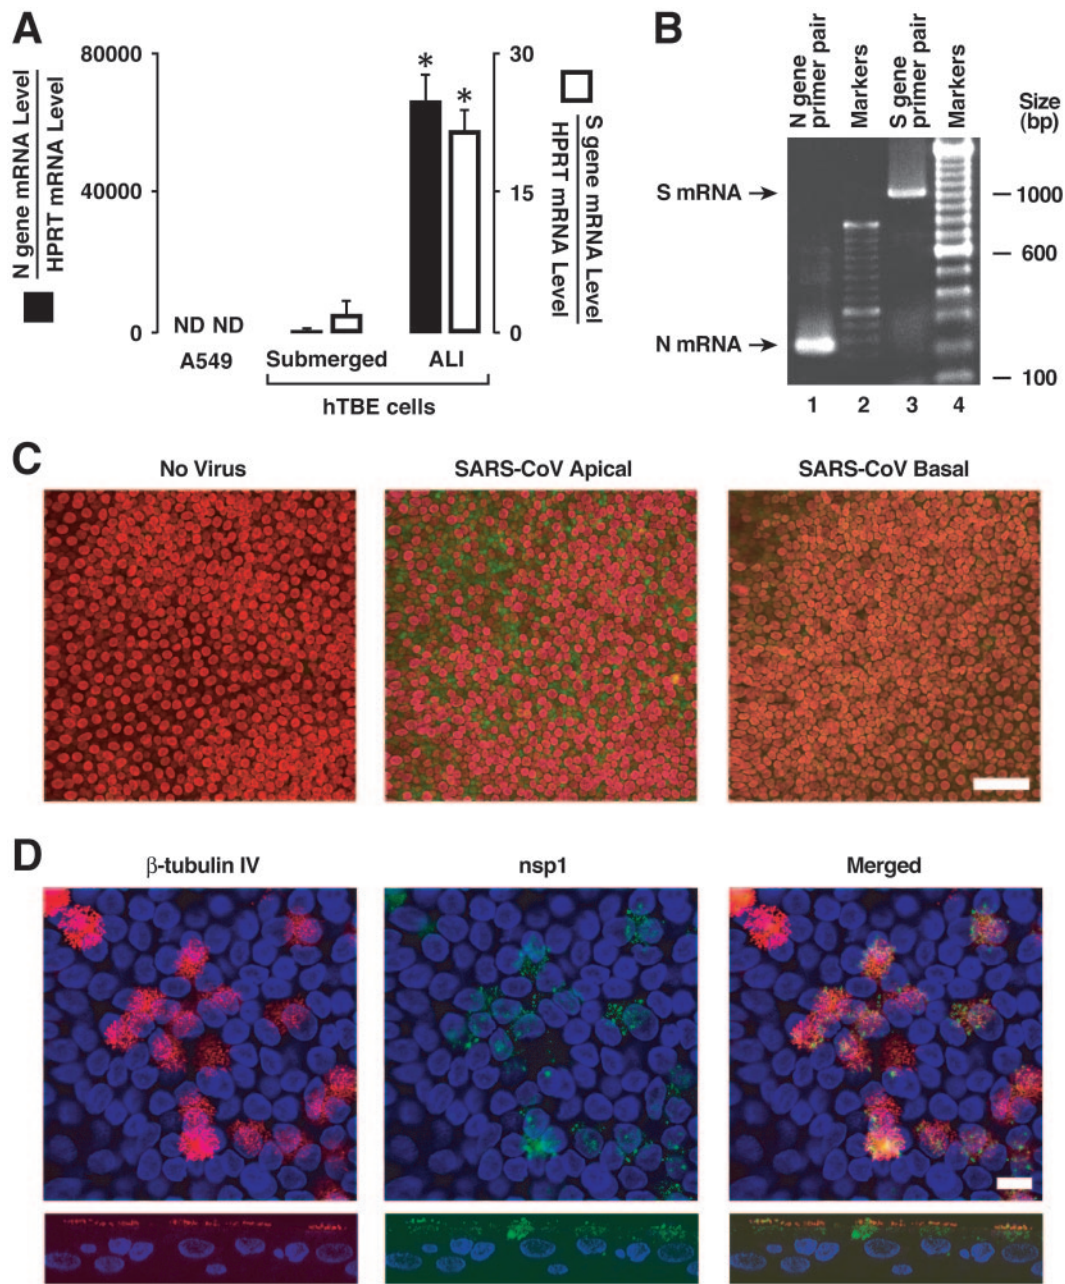 A
80000
40000
0
N gene mRNA Level
HPRT mRNA Level
30
15
0
S gene mRNA Level
HPRT mRNA Level
*
*
ND ND
A549
Submerged
ALI
hTBE cells
B
N gene
primer pair
Markers
S gene
primer pair
Markers
Size
(bp)
S mRNA
1000
600
N mRNA
100
1 2 3 4
C
No Virus
SARS-CoV Apical
SARS-CoV Basal
D
β-tubulin IV
nsp1
Merged